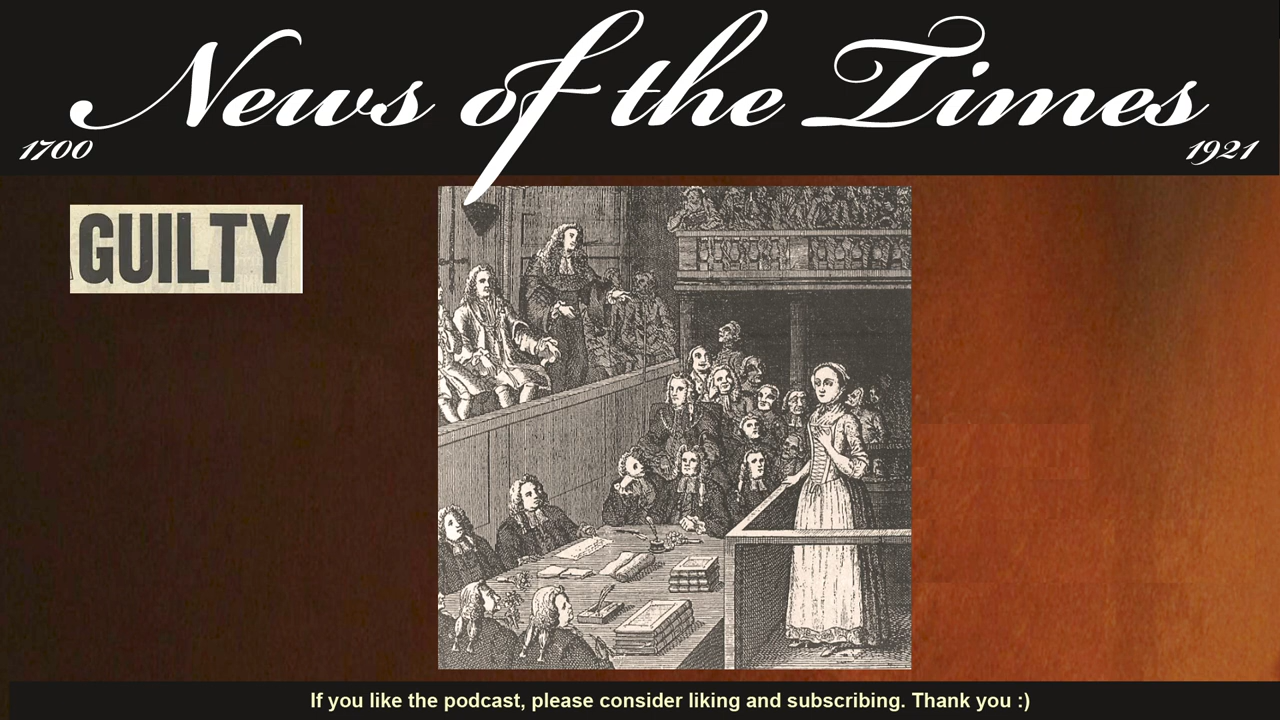 News of the Times
1700
1921
GUILTY
If you like the podcast, please consider liking and subscribing. Thank you :)